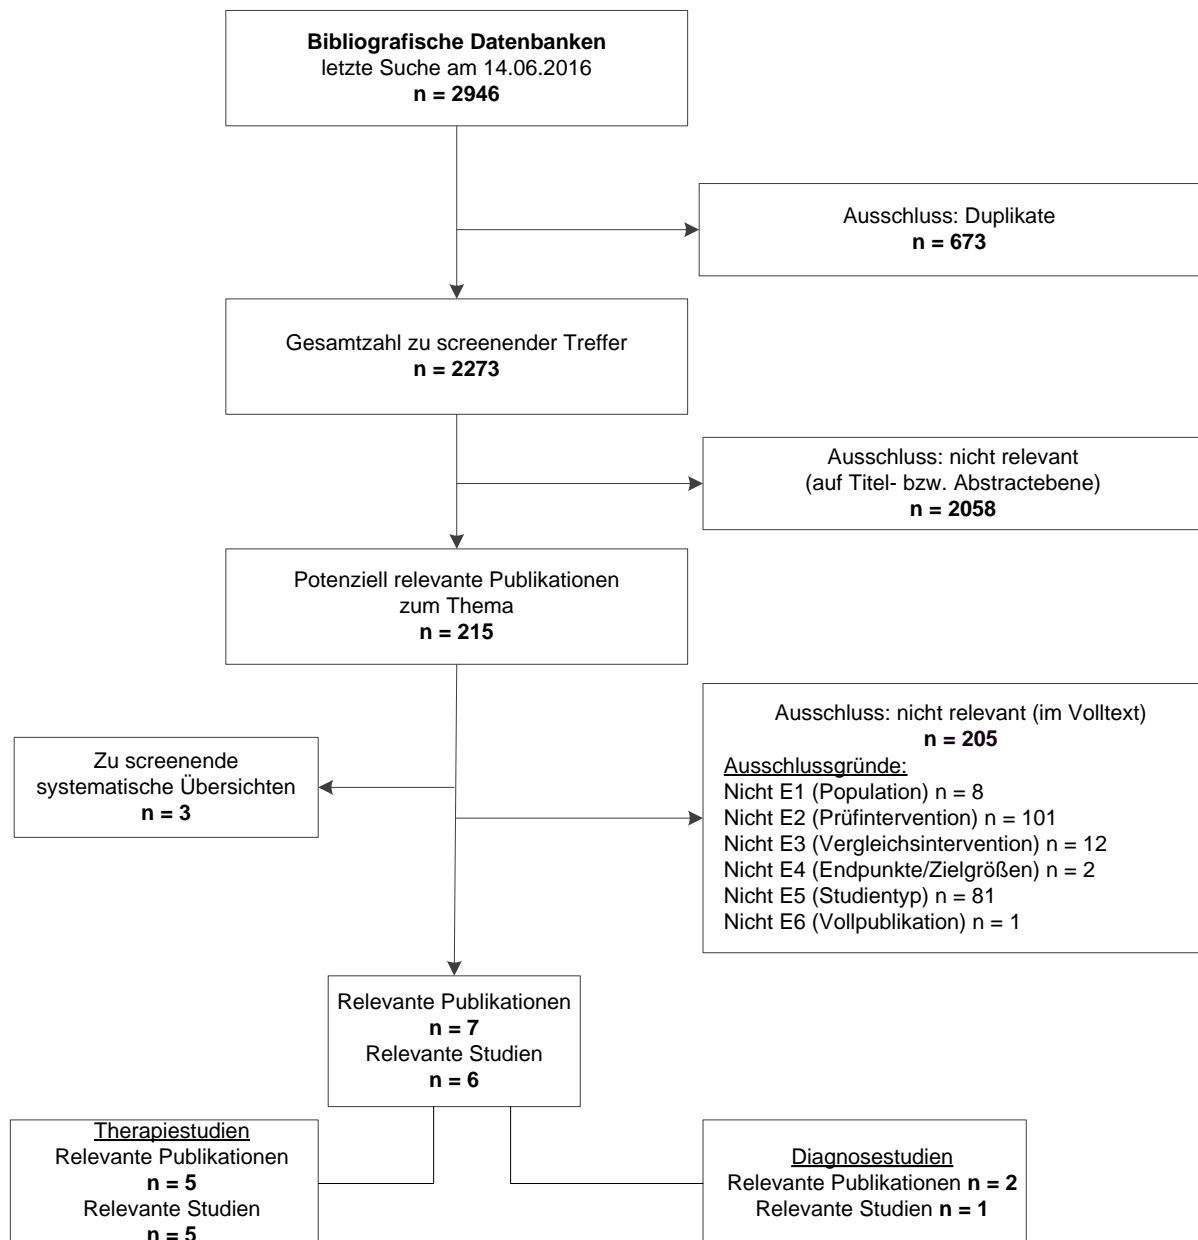 Bibliografische Datenbanken
letzte Suche am 14.06.2016
n = 2946
Ausschluss: Duplikate
n = 673
Gesamtzahl zu screenender Treffer
n = 2273
Ausschluss: nicht relevant
(auf Titel- bzw. Abstractebene)
n = 2058
Potenziell relevante Publikationen
zum Thema
n = 215
Ausschluss: nicht relevant (im Volltext)
n = 205
Ausschlussgründe:
Nicht E1 (Population) n = 8
Nicht E2 (Prüfintervention) n = 101
Nicht E3 (Vergleichsintervention) n = 12
Nicht E4 (Endpunkte/Zielgrößen) n = 2
Nicht E5 (Studientyp) n = 81
Nicht E6 (Vollpublikation) n = 1
Zu screenende
systematische Übersichten
n = 3
Relevante Publikationen
n = 7
Relevante Studien
n = 6
Therapiestudien
Relevante Publikationen
n = 5
Relevante Studien
n = 5
Diagnosestudien
Relevante Publikationen n = 2
Relevante Studien n = 1